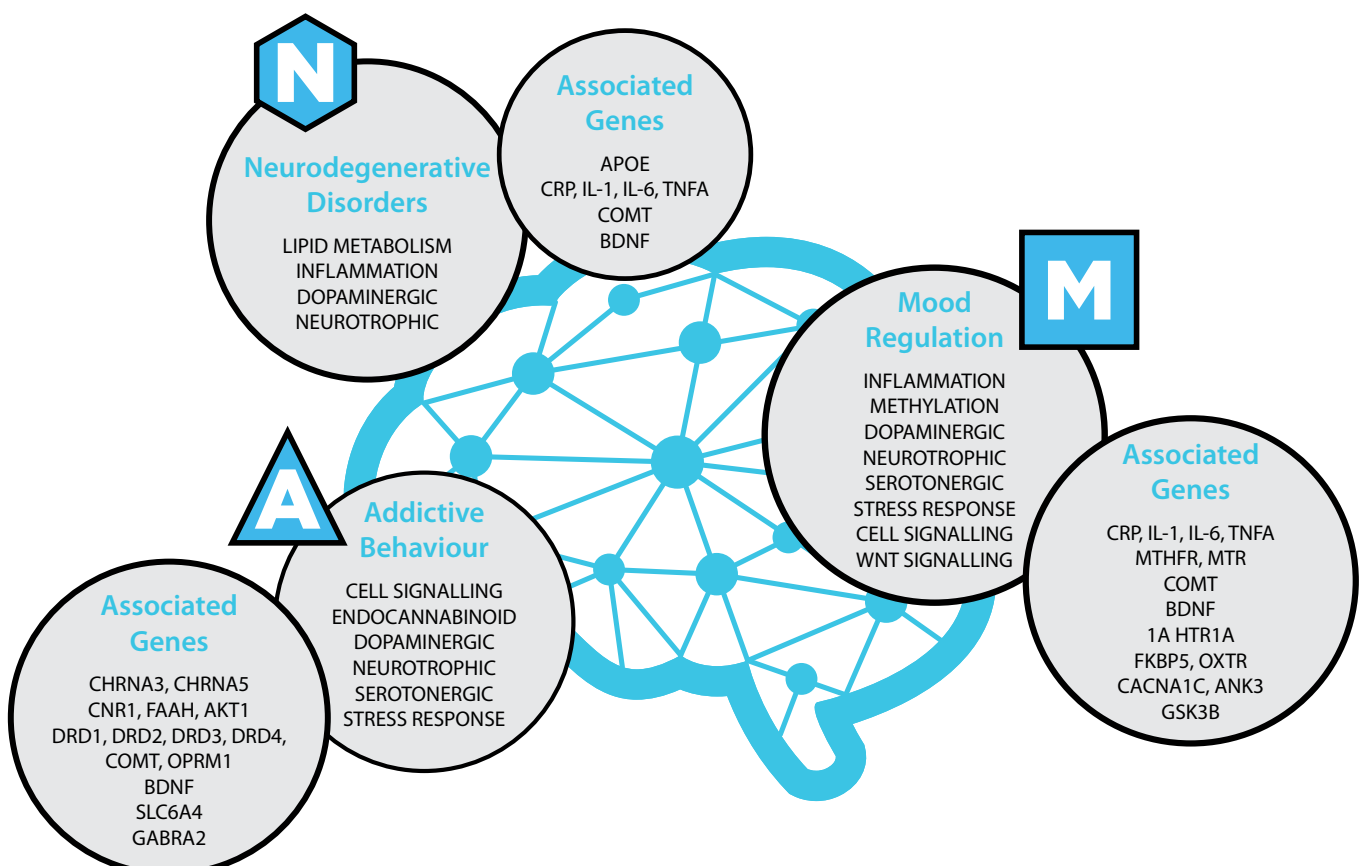 N
Neurodegenerative
Disorders
LIPID METABOLISM
INFLAMMATION
DOPAMINERGIC
NEUROTROPHIC
Associated
Genes
APOE
CRP, IL-1, IL-6, TNFA
COMT
BDNF
M
Mood
Regulation
INFLAMMATION
METHYLATION
DOPAMINERGIC
NEUROTROPHIC
SEROTONERGIC
STRESS RESPONSE
CELL SIGNALLING
WNT SIGNALLING
Associated
Genes
CRP, IL-1, IL-6, TNFA
MTHFR, MTR
COMT
BDNF
1A HTR1A
FKBP5, OXTR
CACNA1C, ANK3
GSK3B
A
Addictive
Behaviour
CELL SIGNALLING
ENDOCANNABINOID
DOPAMINERGIC
NEUROTROPHIC
SEROTONERGIC
STRESS RESPONSE
Associated
Genes
CHRNA3, CHRNA5
CNR1, FAAH, AKT1
DRD1, DRD2, DRD3, DRD4,
COMT, OPRM1
BDNF
SLC6A4
GABRA2